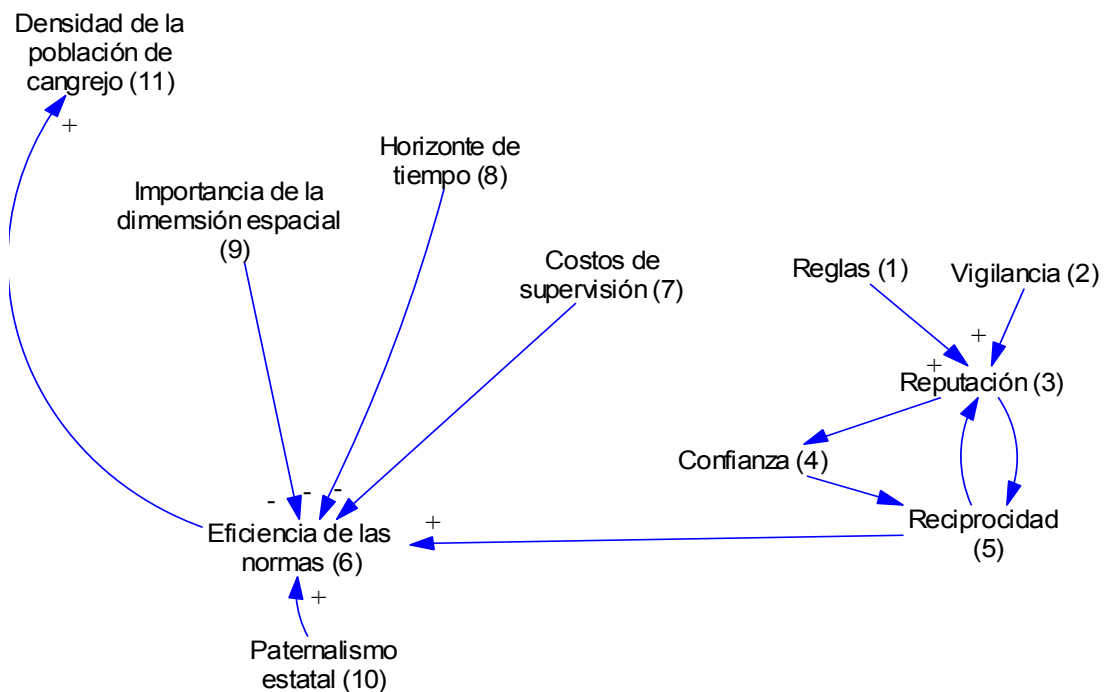 Densidad de la
población de
cangrejo (11)
+
Horizonte de
tiempo (8)
Importancia de la
dimemsión espacial
(9)
Costos de
supervisión (7)
Reglas (1)
Vigilancia (2)
+
+
Reputación (3)
Confianza (4)
Reciprocidad
(5)
- - -
+
Eficiencia de las
normas (6)
+
Paternalismo
estatal (10)